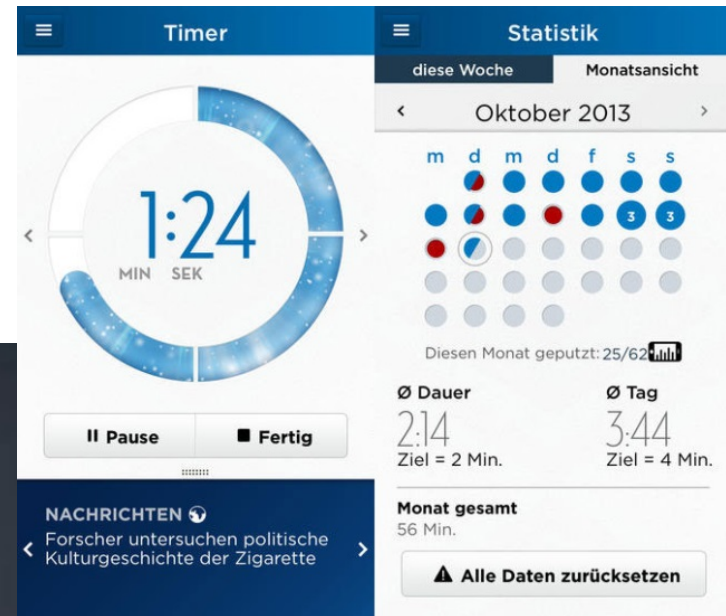 Timer
1:24
MIN SEK
Pause
Fertig
NACHRICHTEN
Forscher untersuchen politische
Kulturgeschichte der Zigarette
Statistik
diese Woche
Monatsansicht
Oktober 2013
m d m d f s s
3 3
Diesen Monat geputzt: 25/62
Ø Dauer
2:14
Ziel = 2 Min.
Ø Tag
3:44
Ziel = 4 Min.
Monat gesamt
56 Min.
Alle Daten zurücksetzen